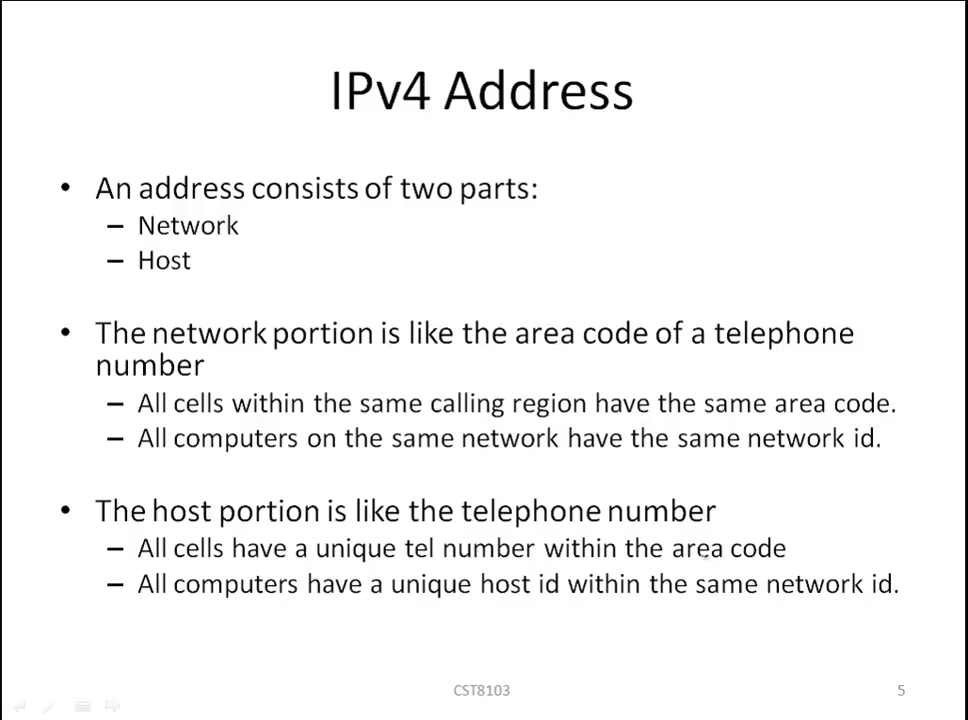 IPv4 Address
• An address consists of two parts:
– Network
– Host
• The network portion is like the area code of a telephone
number
– All cells within the same calling region have the same area code.
– All computers on the same network have the same network id.
• The host portion is like the telephone number
– All cells have a unique tel number within the area code
– All computers have a unique host id within the same network id.
CST8103
5